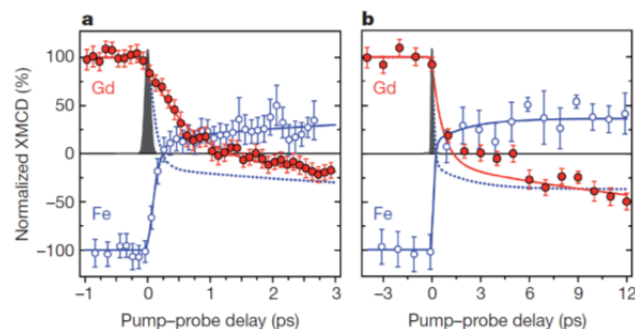 a
b
Normalized XMCD (%)
100
50
0
−50
−100
Gd
Fe
Gd
Fe
−1 0 1 2 3
−3 0 3 6 9 12
Pump–probe delay (ps)
Pump–probe delay (ps)